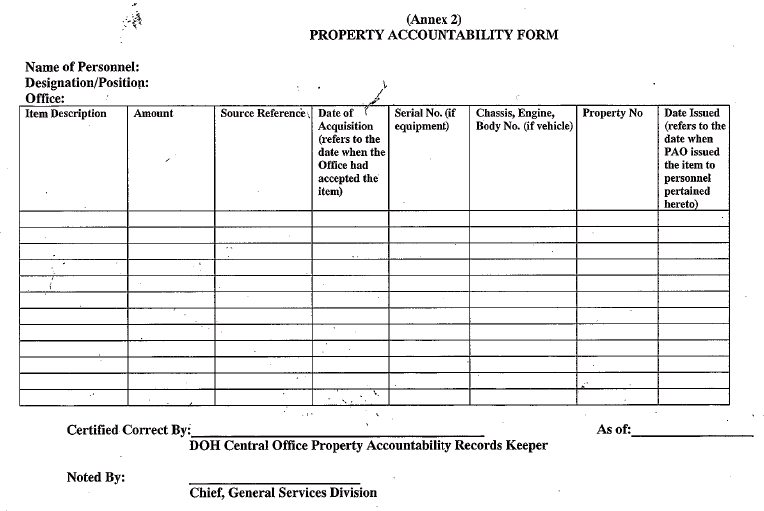 (Annex 2)
PROPERTY ACCOUNTABILITY FORM
Name of Personnel:
Designation/Position:
Office:
Item Description
Amount
Source Reference
Date of
Acquisition
(refers to the
date when the
Office had
accepted the
item)
Serial No. (if
equipment)
Chassis, Engine,
Body No. (if vehicle)
Property No
Date Issued
(refers to the
date when
PAO issued
the item to
personnel
pertained
hereto)
Certified Correct By:
As of:
DOH Central Office Property Accountability Records Keeper
Noted By:
Chief, General Services Division